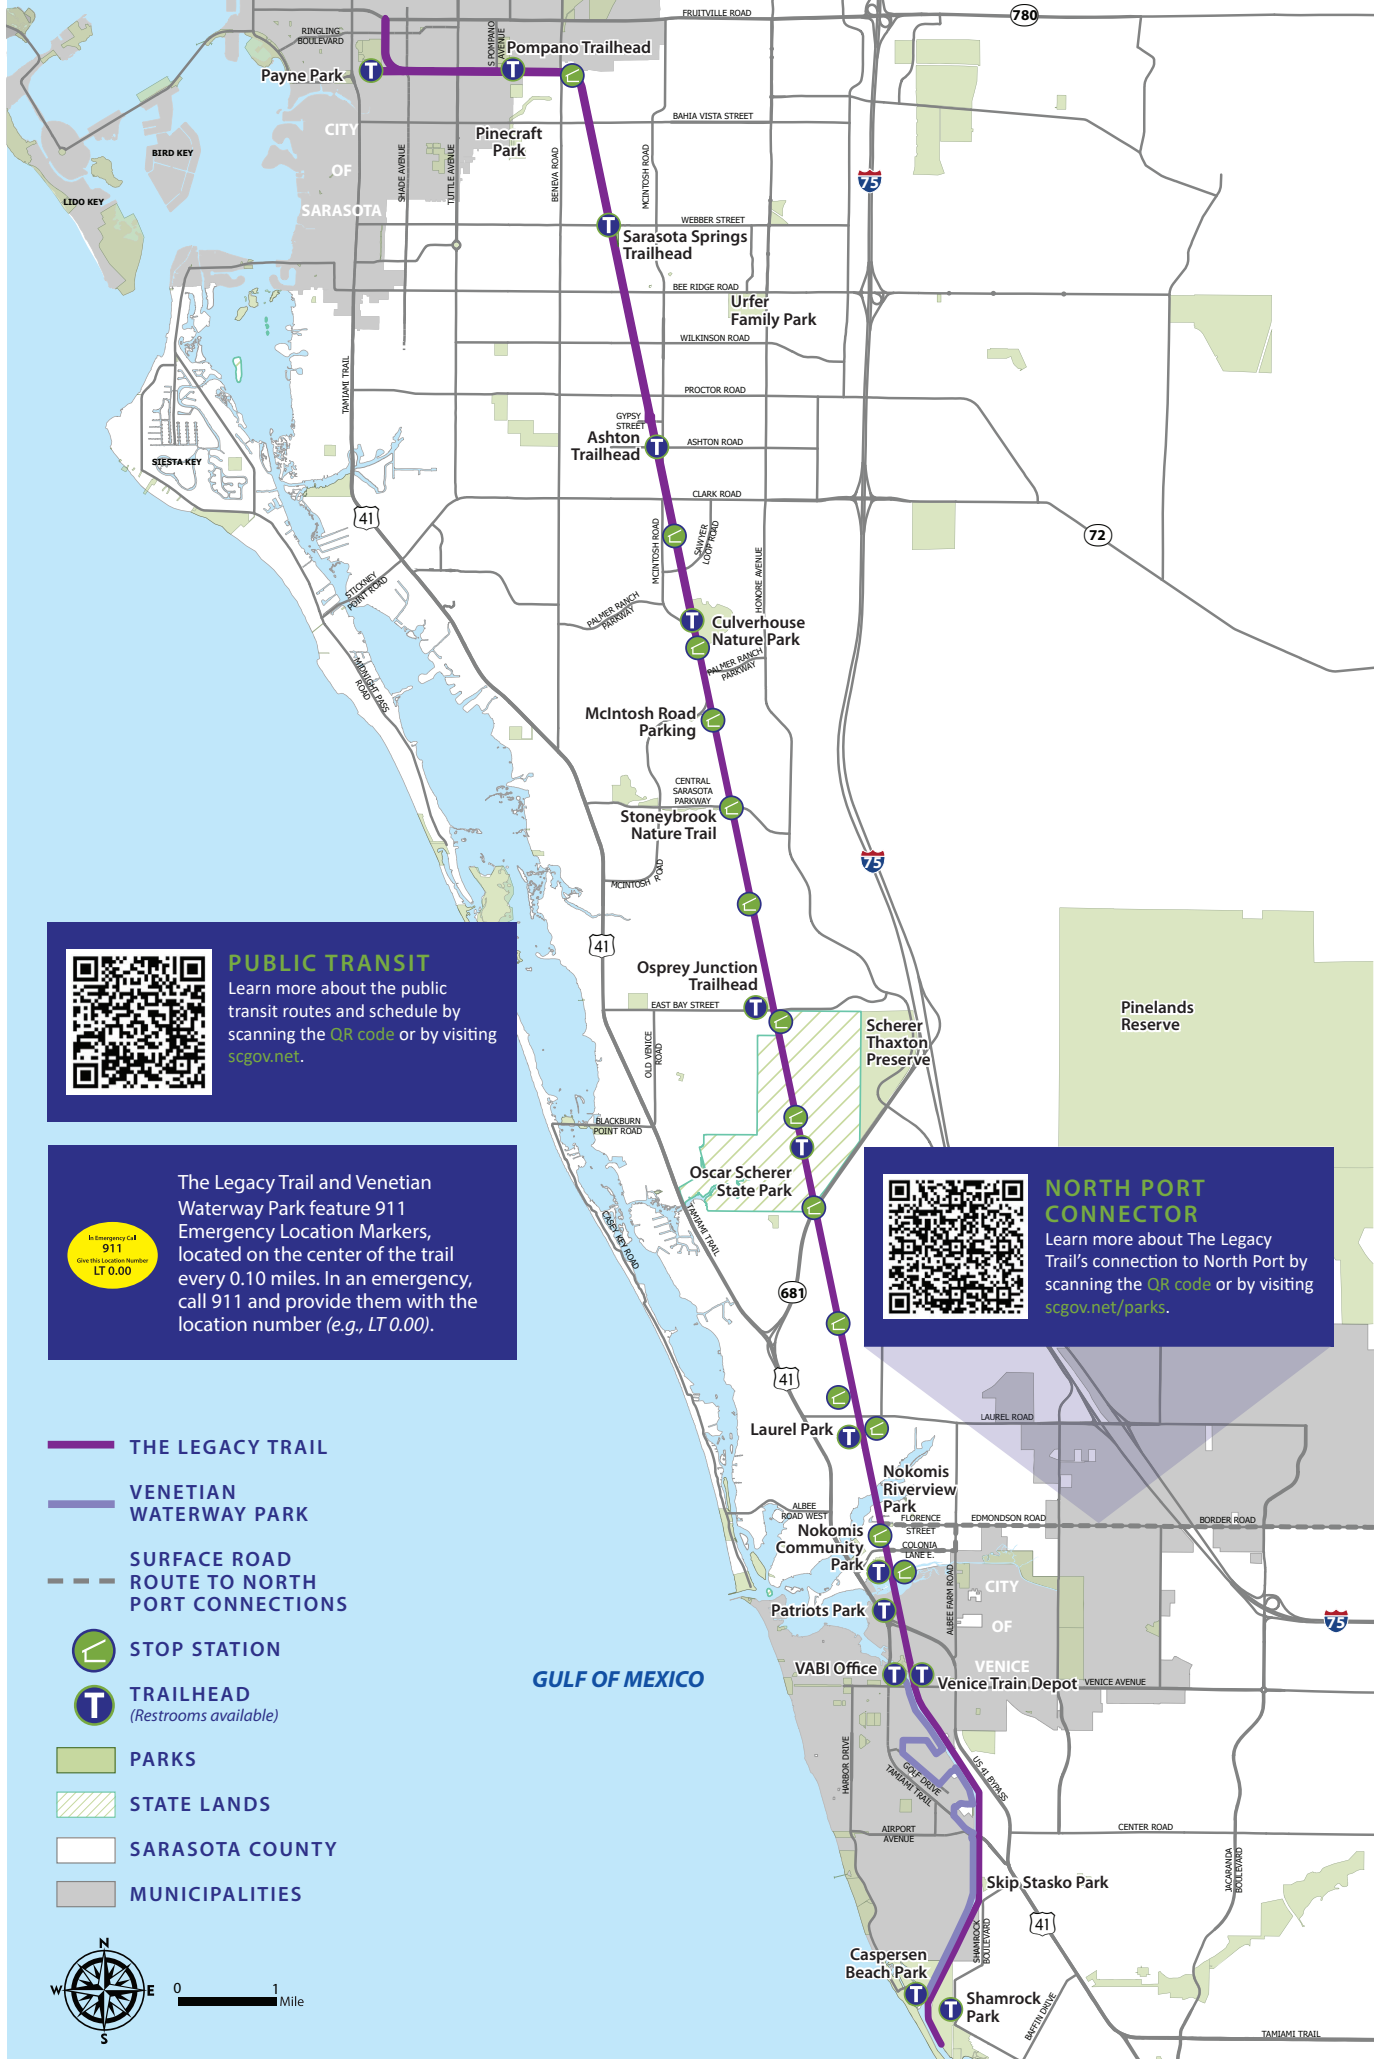 FRUITVILLE ROAD
780
RINGLING
BOULEVARD
S POMPANO
AVENUE
Pompano Trailhead
Payne Park
T
T
BAHIA VISTA STREET
CITY
OF
SARASOTA
Pinecraft
Park
BIRD KEY
LIDO KEY
SHADE AVENUE
TUTTLE AVENUE
BENEVA ROAD
MCINTOSH ROAD
75
WEBBER STREET
T
Sarasota Springs
Trailhead
BEE RIDGE ROAD
Urfer
Family Park
WILKINSON ROAD
TAMIAMI TRAIL
PROCTOR ROAD
GYPSY
STREET
Ashton
Trailhead
T
ASHTON ROAD
SIESTA KEY
CLARK ROAD
41
72
MCINTOSH ROAD
SAWYER
LOOP ROAD
HONORE AVENUE
STICKNEY
POINT ROAD
PALMER RANCH
PARKWAY
T
Culverhouse
Nature Park
PALMER RANCH
PARKWAY
MIDNIGHT PASS
ROAD
McIntosh Road
Parking
CENTRAL
SARASOTA
PARKWAY
Stoneybrook
Nature Trail
75
MCINTOSH ROAD
41
PUBLIC TRANSIT
Learn more about the public
transit routes and schedule by
scanning the QR code or by visiting
scgov.net.
Osprey Junction
Trailhead
T
EAST BAY STREET
OLD VENICE
ROAD
Scherer
Thaxton
Preserve
Pinelands
Reserve
BLACKBURN
POINT ROAD
T
Oscar Scherer
State Park
In Emergency Call
911
Give this Location Number
LT 0.00
The Legacy Trail and Venetian
Waterway Park feature 911
Emergency Location Markers,
located on the center of the trail
every 0.10 miles. In an emergency,
call 911 and provide them with the
location number (e.g., LT 0.00).
NORTH PORT
CONNECTOR
Learn more about The Legacy
Trail's connection to North Port by
scanning the QR code or by visiting
scgov.net/parks.
CASEY KEY ROAD
TAMIAMI TRAIL
681
41
LAUREL ROAD
Laurel Park
T
Nokomis
Riverview
Park
ALBEE
ROAD WEST
FLORENCE
STREET
EDMONDSON ROAD
BORDER ROAD
Nokomis
Community
Park
T
COLONIA
LANE E.
ALBEE FARM ROAD
CITY
OF
VENICE
Patriots Park
T
75
VABI Office
T
T
Venice Train Depot
VENICE AVENUE
GULF OF MEXICO
HARBOR DRIVE
GOLF DRIVE
TAMIAMI TRAIL
US 41 BYPASS
AIRPORT
AVENUE
CENTER ROAD
JACARANDA
BOULEVARD
Skip Stasko Park
41
SHAMROCK
BOULEVARD
Caspersen
Beach Park
T
T
Shamrock
Park
BAFFIN DRIVE
TAMIAMI TRAIL
THE LEGACY TRAIL
VENETIAN
WATERWAY PARK
SURFACE ROAD
ROUTE TO NORTH
PORT CONNECTIONS
STOP STATION
T
TRAILHEAD
(Restrooms available)
PARKS
STATE LANDS
SARASOTA COUNTY
MUNICIPALITIES
N
W
E
S
0
1
Mile